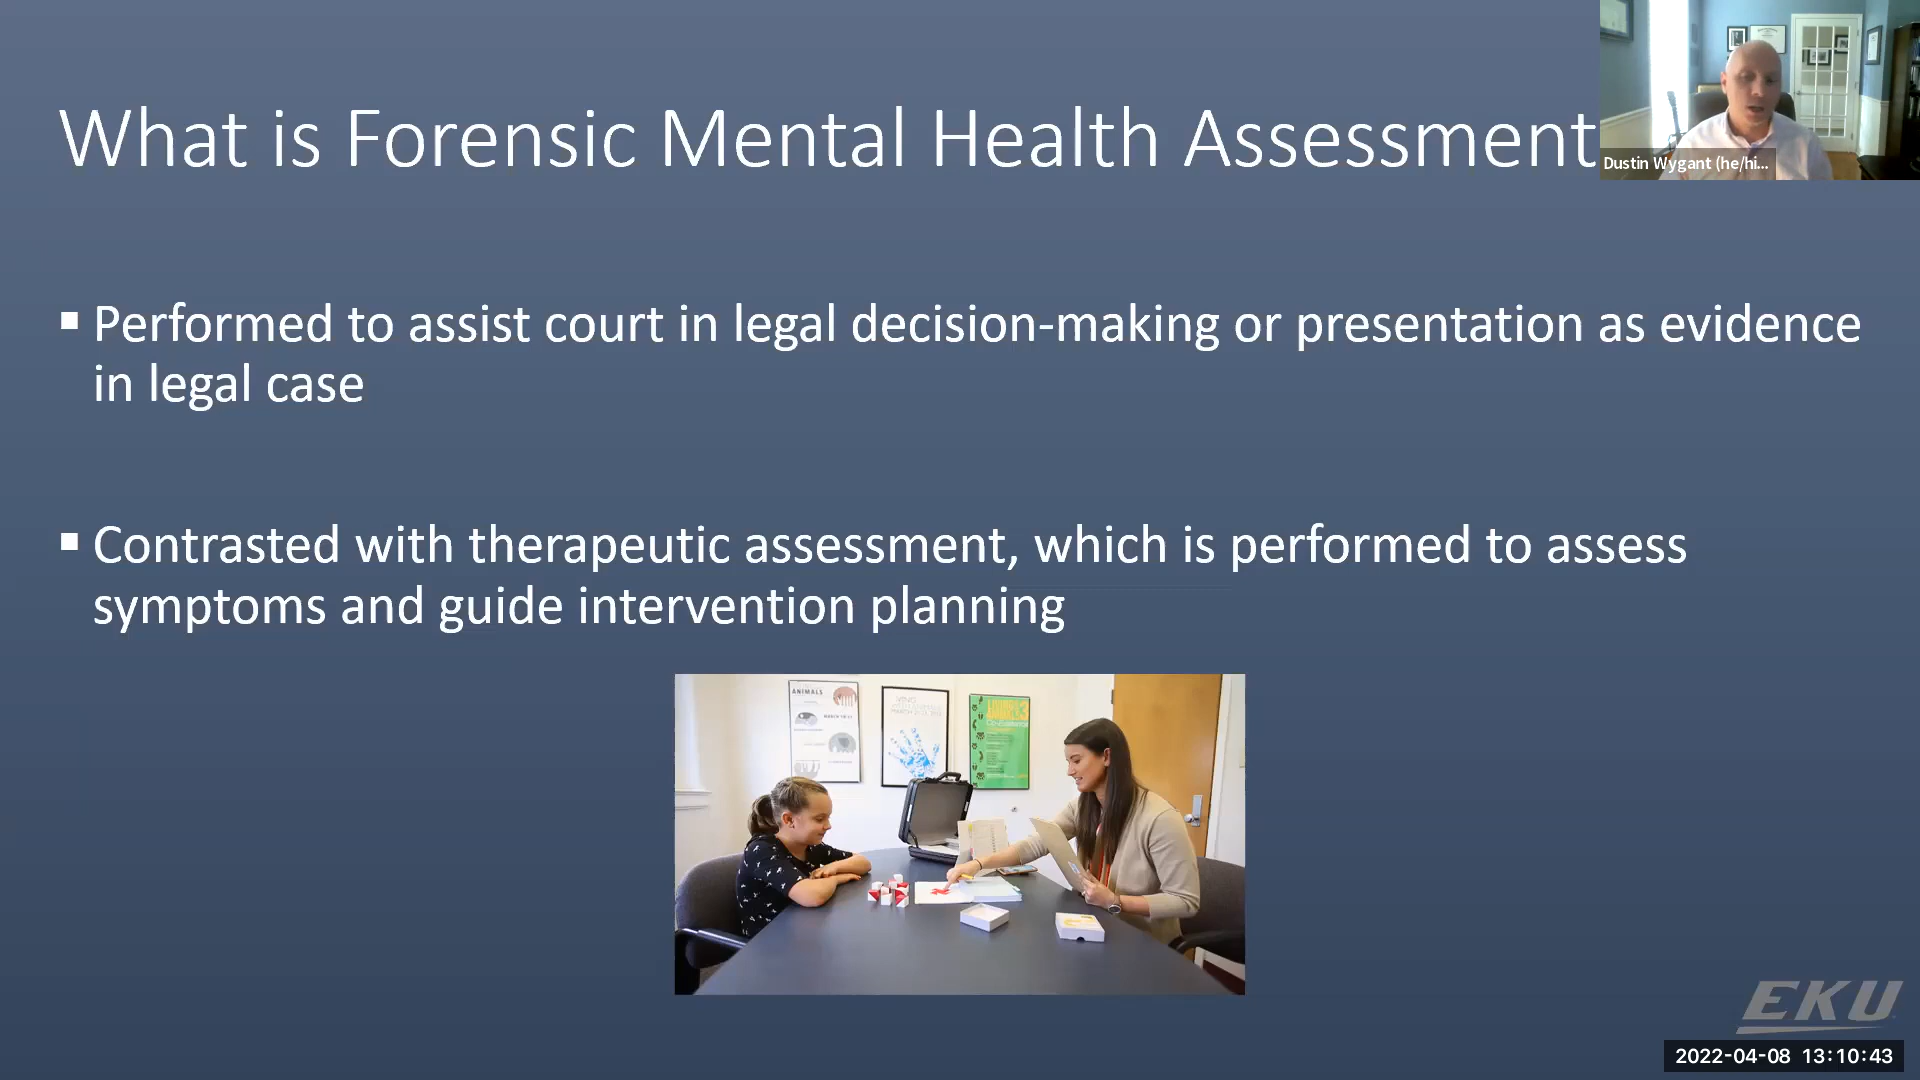 What is Forensic Mental Health Assessment
Dustin Wygant (he/hi...
▪ Performed to assist court in legal decision-making or presentation as evidence
in legal case
▪ Contrasted with therapeutic assessment, which is performed to assess
symptoms and guide intervention planning
ANIMALS
EKU
2022-04-08 13:10:43